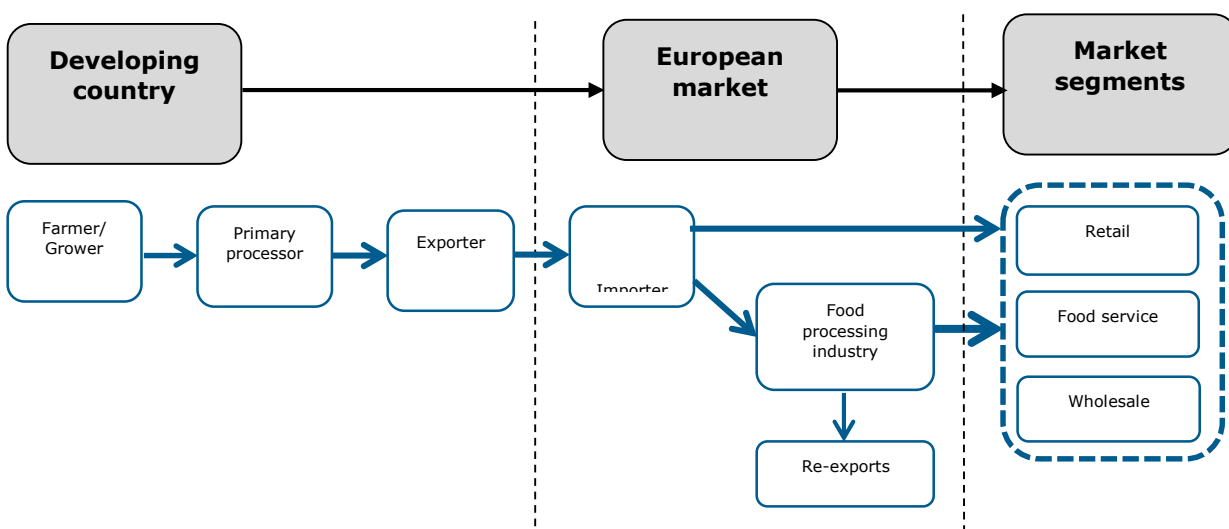 Developing
country
European
market
Market
segments
Farmer/
Grower
Primary
processor
Exporter
Importer
Retail
Food
processing
industry
Food service
Wholesale
Re-exports